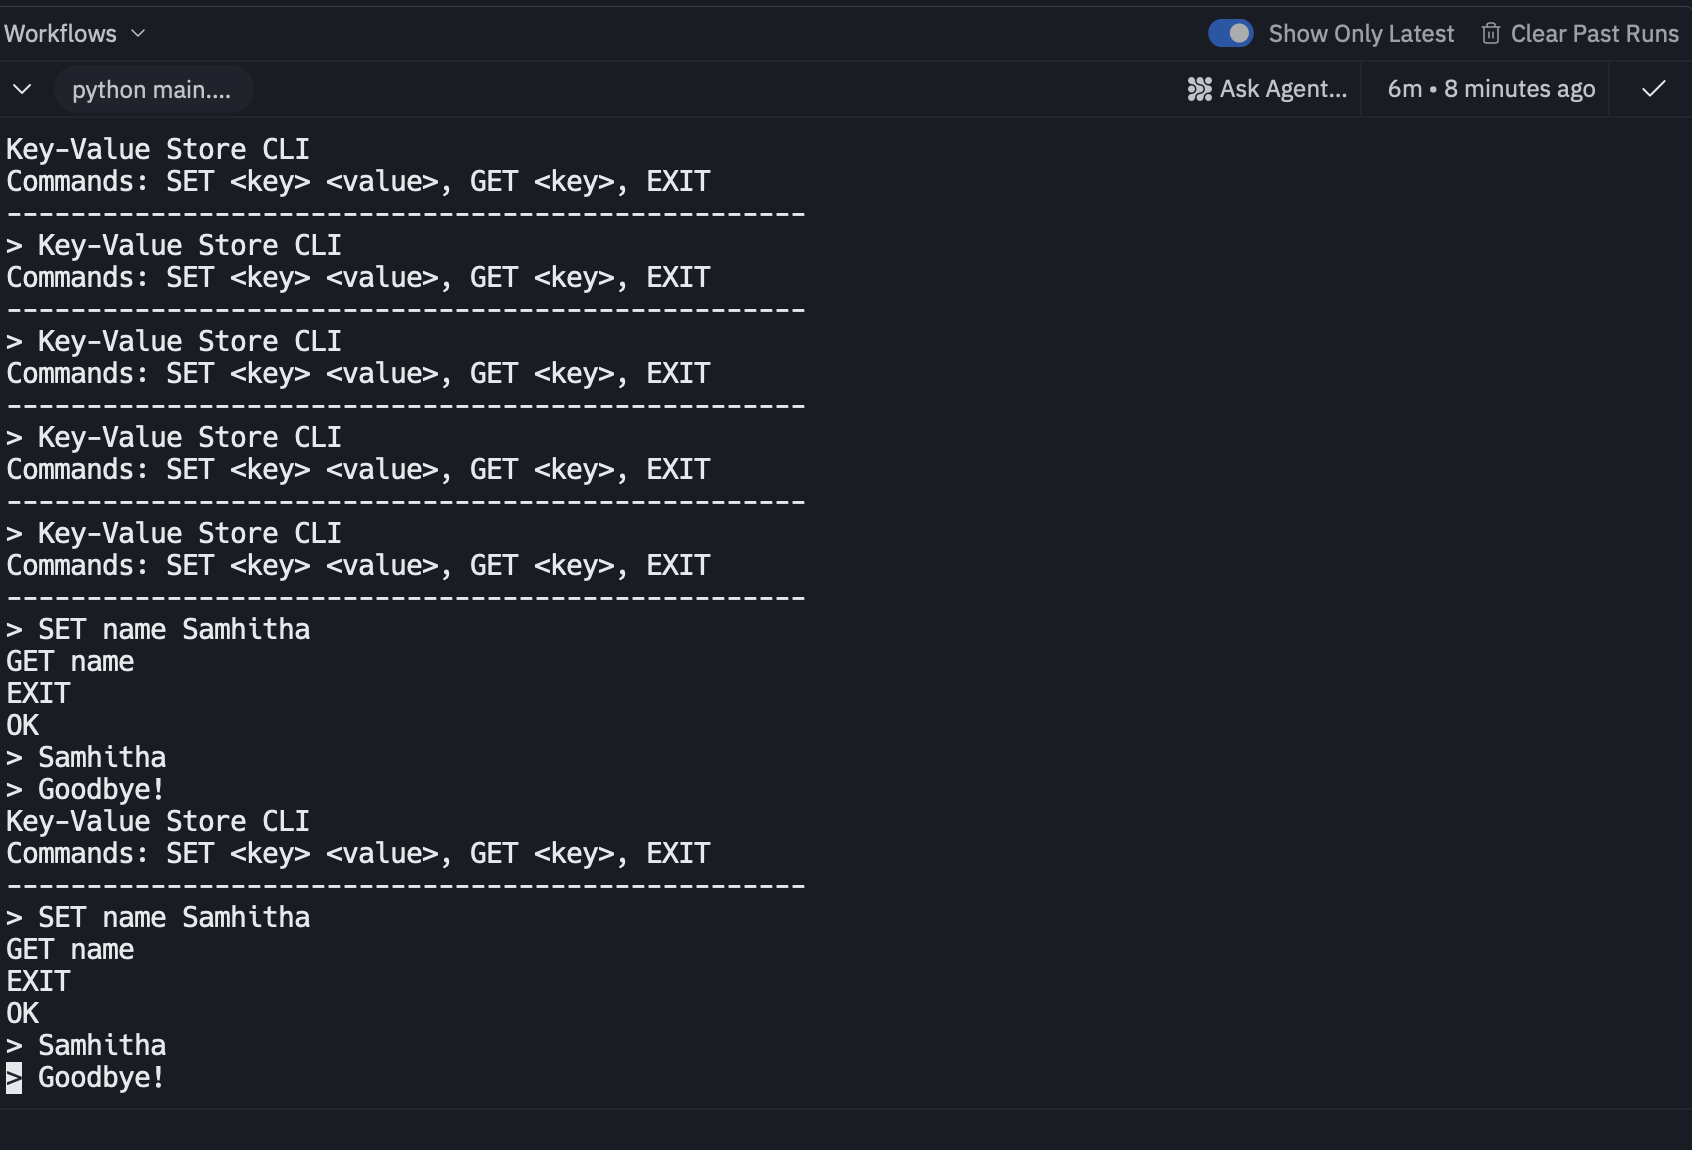 Workflows
Show Only Latest
Clear Past Runs
python main....
Ask Agent...
6m • 8 minutes ago
Key-Value Store CLI
Commands: SET <key> <value>, GET <key>, EXIT
--------------------------------------------------
> Key-Value Store CLI
Commands: SET <key> <value>, GET <key>, EXIT
--------------------------------------------------
> Key-Value Store CLI
Commands: SET <key> <value>, GET <key>, EXIT
--------------------------------------------------
> Key-Value Store CLI
Commands: SET <key> <value>, GET <key>, EXIT
--------------------------------------------------
> Key-Value Store CLI
Commands: SET <key> <value>, GET <key>, EXIT
--------------------------------------------------
> SET name Samhitha
GET name
EXIT
OK
> Samhitha
> Goodbye!
Key-Value Store CLI
Commands: SET <key> <value>, GET <key>, EXIT
--------------------------------------------------
> SET name Samhitha
GET name
EXIT
OK
> Samhitha
> Goodbye!